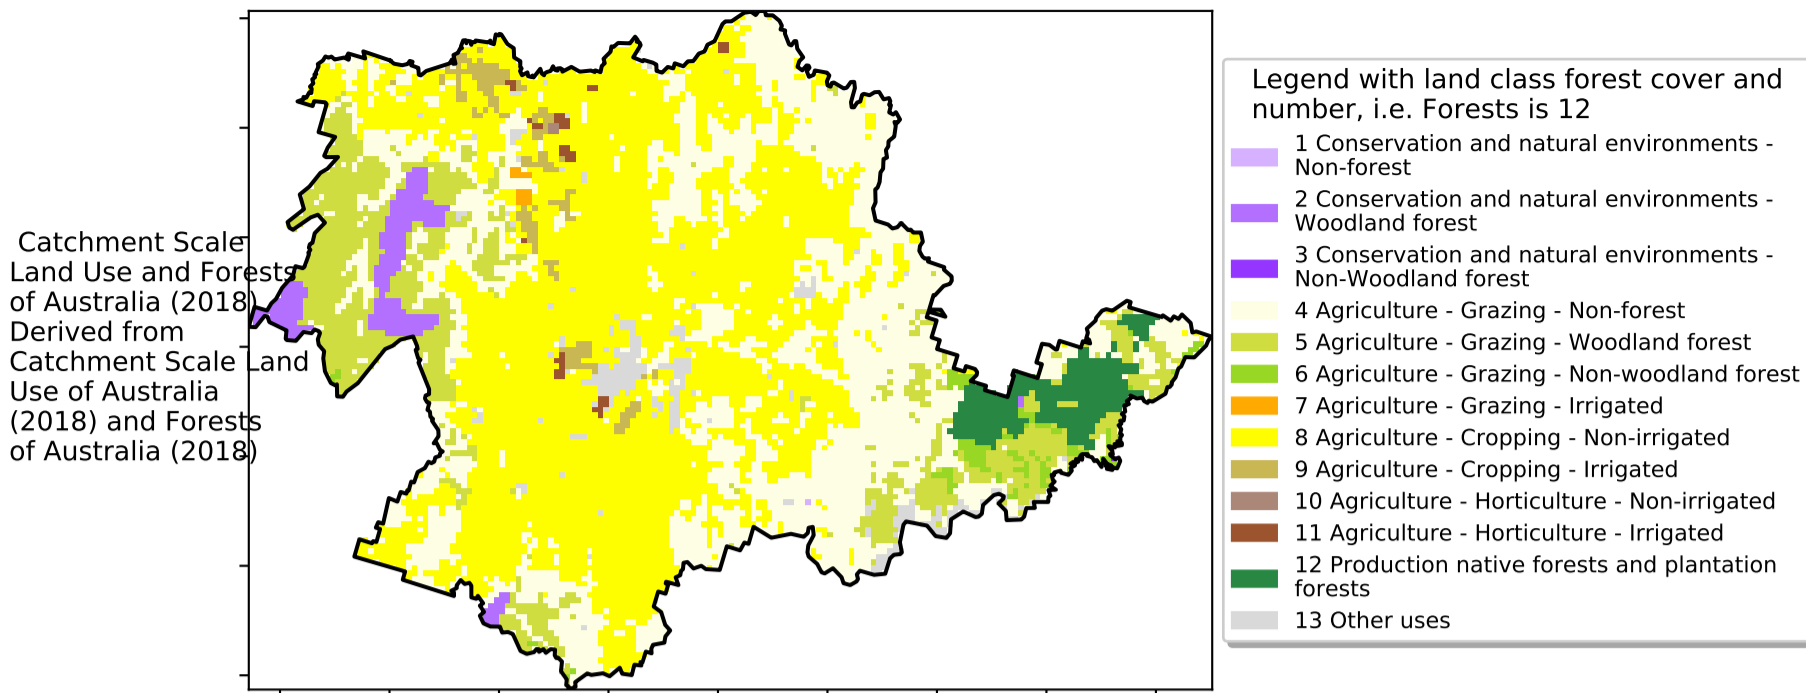 Catchment Scale
Land Use and Forests
of Australia (2018)
Derived from
Catchment Scale Land
Use of Australia
(2018) and Forests
of Australia (2018)
Legend with land class forest cover and
number, i.e. Forests is 12
1 Conservation and natural environments -
Non-forest
2 Conservation and natural environments -
Woodland forest
3 Conservation and natural environments -
Non-Woodland forest
4 Agriculture - Grazing - Non-forest
5 Agriculture - Grazing - Woodland forest
6 Agriculture - Grazing - Non-woodland forest
7 Agriculture - Grazing - Irrigated
8 Agriculture - Cropping - Non-irrigated
9 Agriculture - Cropping - Irrigated
10 Agriculture - Horticulture - Non-irrigated
11 Agriculture - Horticulture - Irrigated
12 Production native forests and plantation
forests
13 Other uses